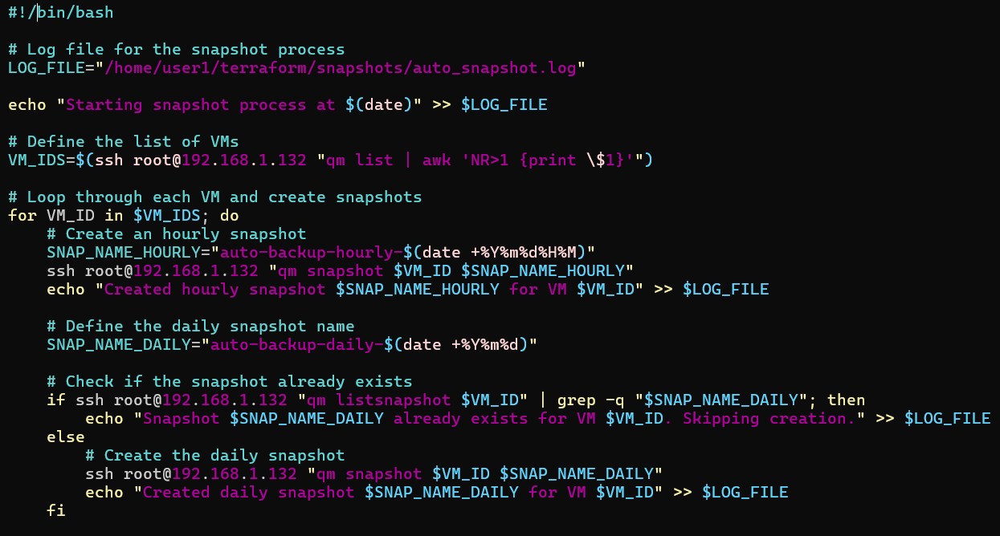 #!/bin/bash

# Log file for the snapshot process
LOG_FILE="/home/user1/terraform/snapshots/auto_snapshot.log"

echo "Starting snapshot process at $(date)" >> $LOG_FILE

# Define the list of VMs
VM_IDS=$(ssh root@192.168.1.132 "qm list | awk 'NR>1 {print \$1}'")

# Loop through each VM and create snapshots
for VM_ID in $VM_IDS; do
    # Create an hourly snapshot
    SNAP_NAME_HOURLY="auto-backup-hourly-$(date +%Y%m%d%H%M)"
    ssh root@192.168.1.132 "qm snapshot $VM_ID $SNAP_NAME_HOURLY"
    echo "Created hourly snapshot $SNAP_NAME_HOURLY for VM $VM_ID" >> $LOG_FILE

    # Define the daily snapshot name
    SNAP_NAME_DAILY="auto-backup-daily-$(date +%Y%m%d)"

    # Check if the snapshot already exists
    if ssh root@192.168.1.132 "qm listsnapshot $VM_ID" | grep -q "$SNAP_NAME_DAILY"; then
        echo "Snapshot $SNAP_NAME_DAILY already exists for VM $VM_ID. Skipping creation." >> $LOG_FILE
    else
        # Create the daily snapshot
        ssh root@192.168.1.132 "qm snapshot $VM_ID $SNAP_NAME_DAILY"
        echo "Created daily snapshot $SNAP_NAME_DAILY for VM $VM_ID" >> $LOG_FILE
    fi